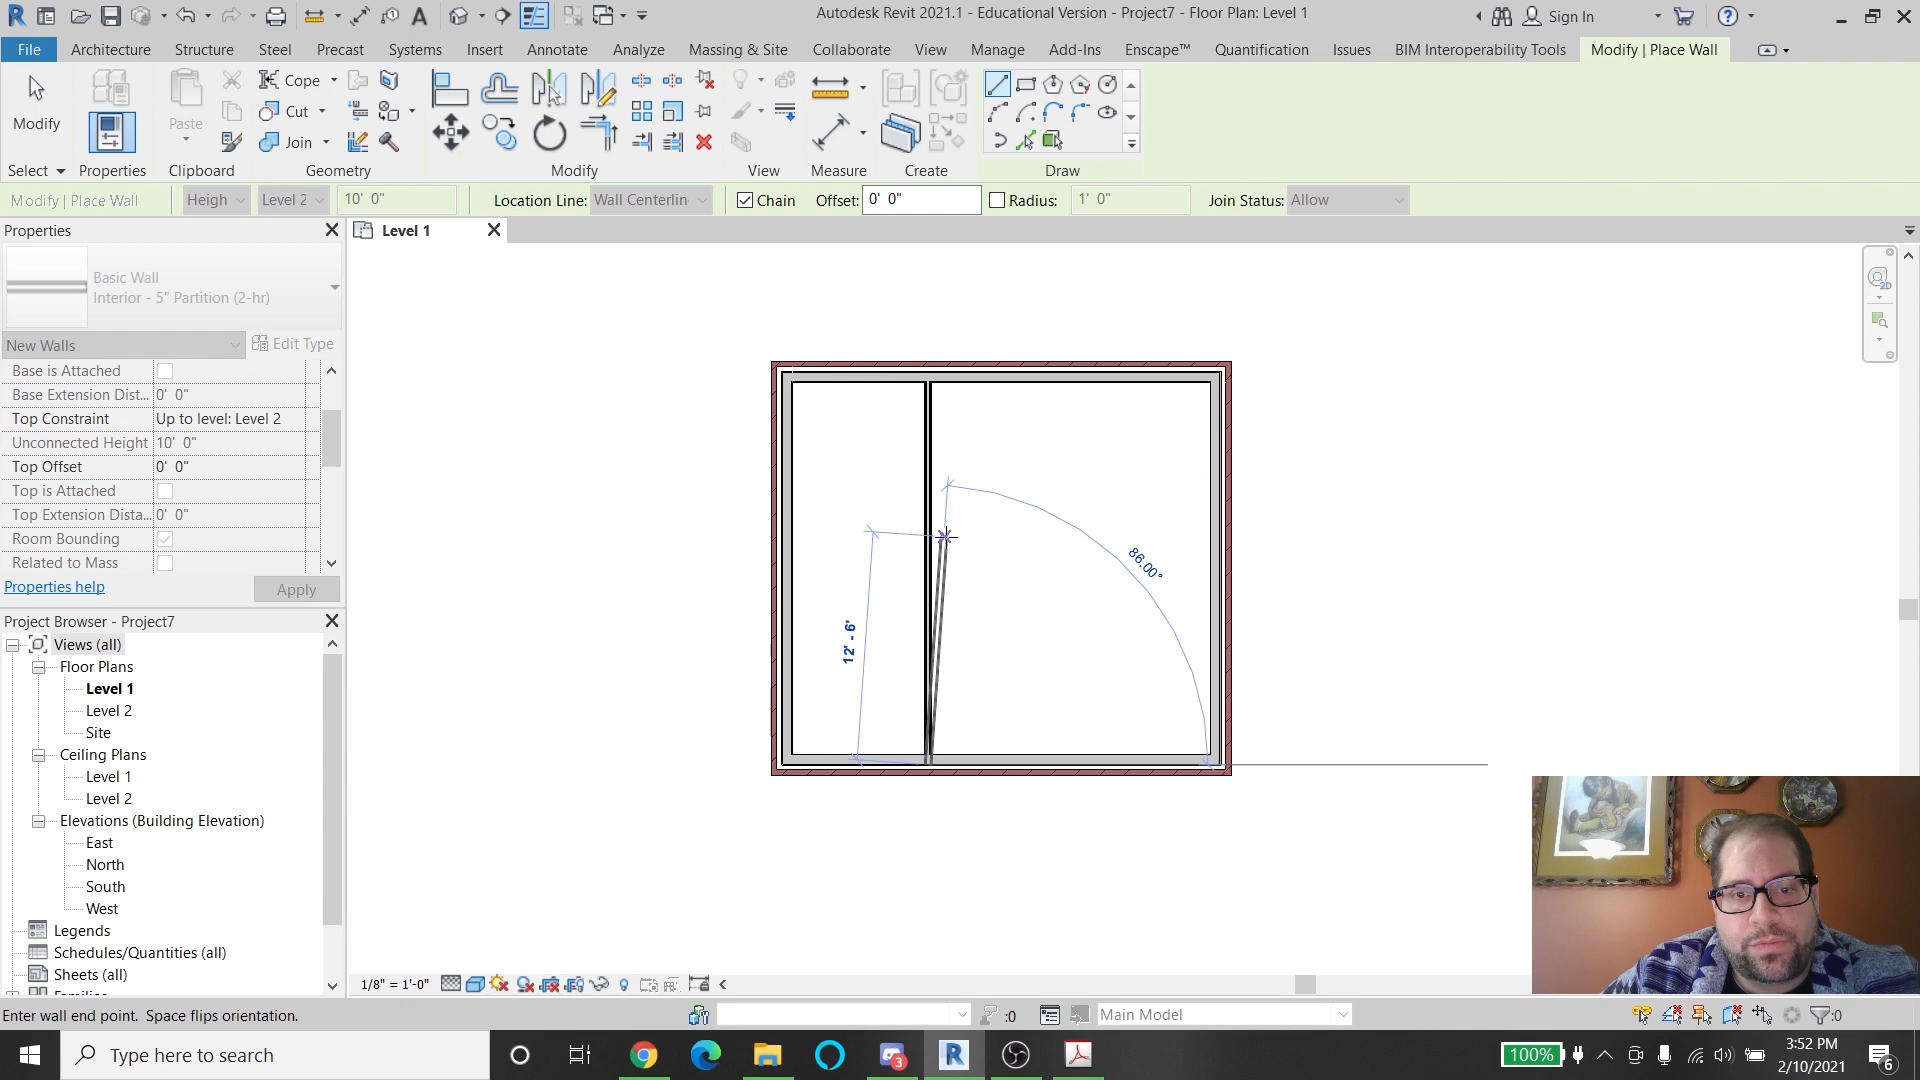 Autodesk Revit 2021.1 - Educational Version - Project7 - Floor Plan: Level 1
Sign In
File Architecture Structure Steel Precast Systems Insert Annotate Analyze Massing & Site Collaborate View Manage Add-Ins Enscape™ Quantification Issues BIM Interoperability Tools Modify | Place Wall
Modify
Paste
Cope
Cut
Join
Select Properties Clipboard Geometry Modify View Measure Create Draw
Modify | Place Wall Heigh Level 2 10' 0" Location Line: Wall Centerlin Chain Offset: 0' 0" Radius: 1' 0" Join Status: Allow
Properties
Level 1
Basic Wall
Interior - 5" Partition (2-hr)
New Walls Edit Type
Base is Attached
Base Extension Dist... 0' 0"
Top Constraint Up to level: Level 2
Unconnected Height 10' 0"
Top Offset 0' 0"
Top is Attached
Top Extension Dista... 0' 0"
Room Bounding
Related to Mass
Properties help Apply
Project Browser - Project7
Views (all)
Floor Plans
Level 1
Level 2
Site
Ceiling Plans
Level 1
Level 2
Elevations (Building Elevation)
East
North
South
West
Legends
Schedules/Quantities (all)
Sheets (all)
2D
86.00°
12' - 6'
1/8" = 1'-0"
Enter wall end point. Space flips orientation.
:0
Main Model
:0
Type here to search
3
100%
3:52 PM
2/10/2021
6